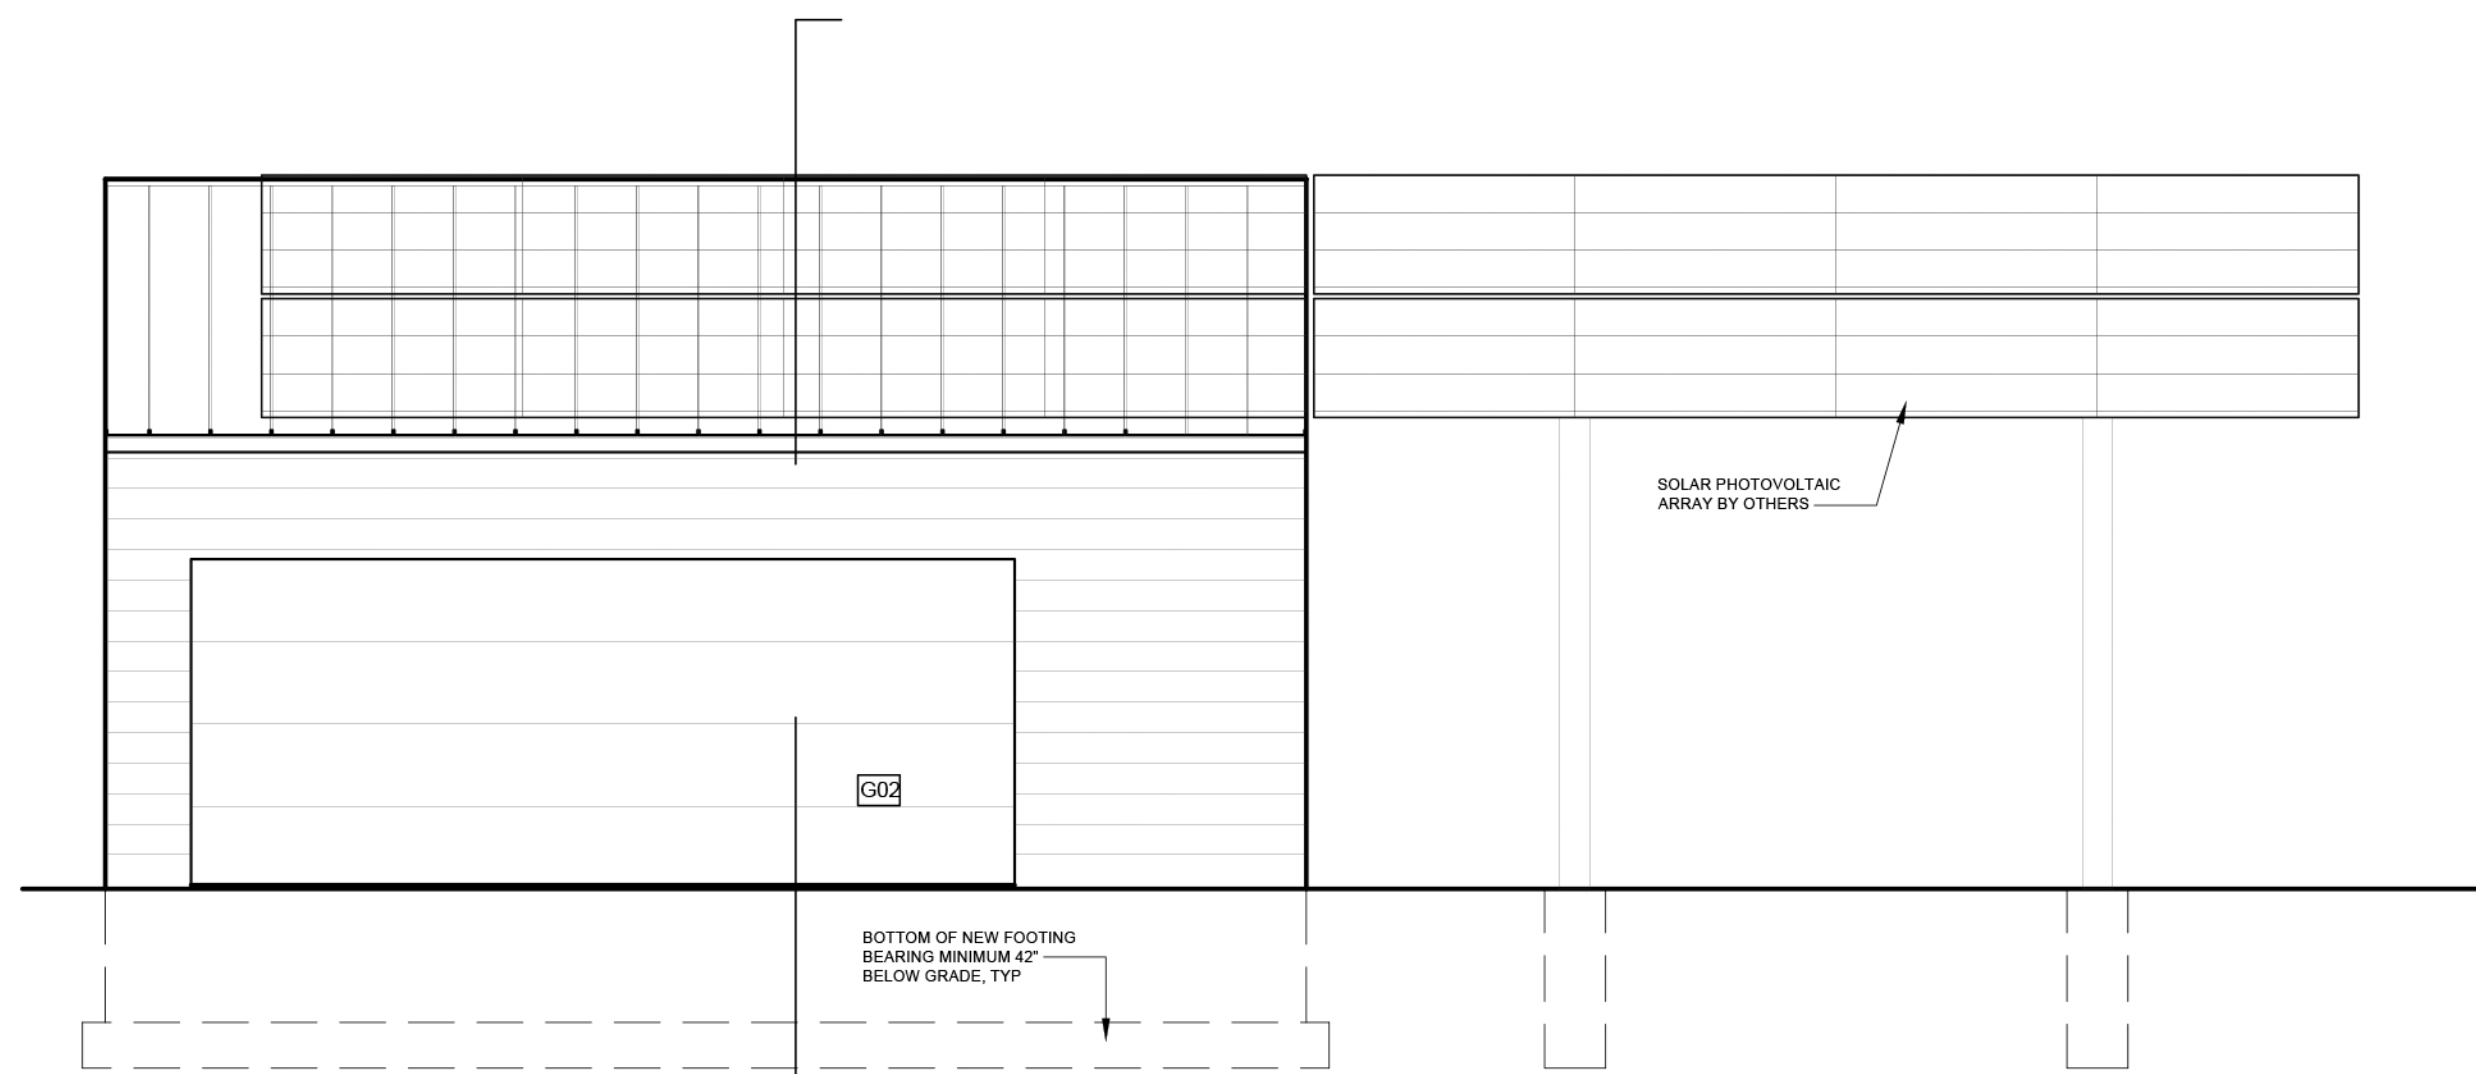 SOLAR PHOTOVOLTAIC
ARRAY BY OTHERS
G02
BOTTOM OF NEW FOOTING
BEARING MINIMUM 42"
BELOW GRADE, TYP